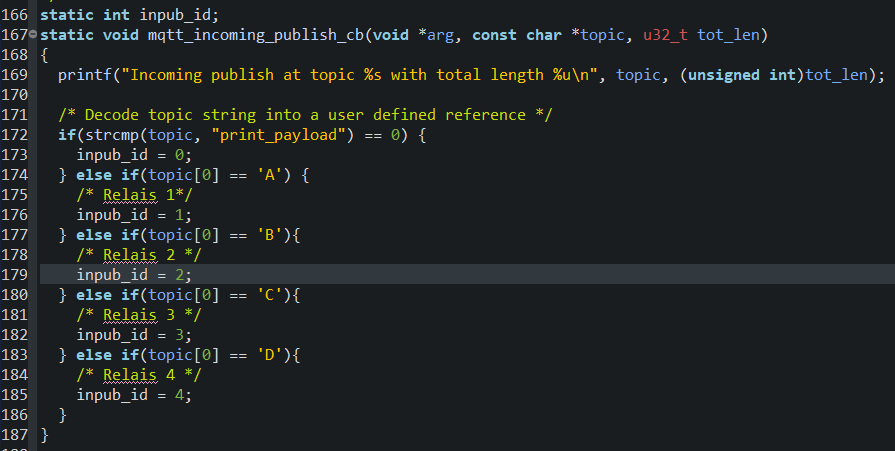 166 static int inpub_id;
167 static void mqtt_incoming_publish_cb(void *arg, const char *topic, u32_t tot_len)
168 {
169   printf("Incoming publish at topic %s with total length %u\n", topic, (unsigned int)tot_len);
170
171   /* Decode topic string into a user defined reference */
172   if(strcmp(topic, "print_payload") == 0) {
173     inpub_id = 0;
174   } else if(topic[0] == 'A') {
175     /* Relais 1*/
176     inpub_id = 1;
177   } else if(topic[0] == 'B'){
178     /* Relais 2 */
179     inpub_id = 2;
180   } else if(topic[0] == 'C'){
181     /* Relais 3 */
182     inpub_id = 3;
183   } else if(topic[0] == 'D'){
184     /* Relais 4 */
185     inpub_id = 4;
186   }
187 }